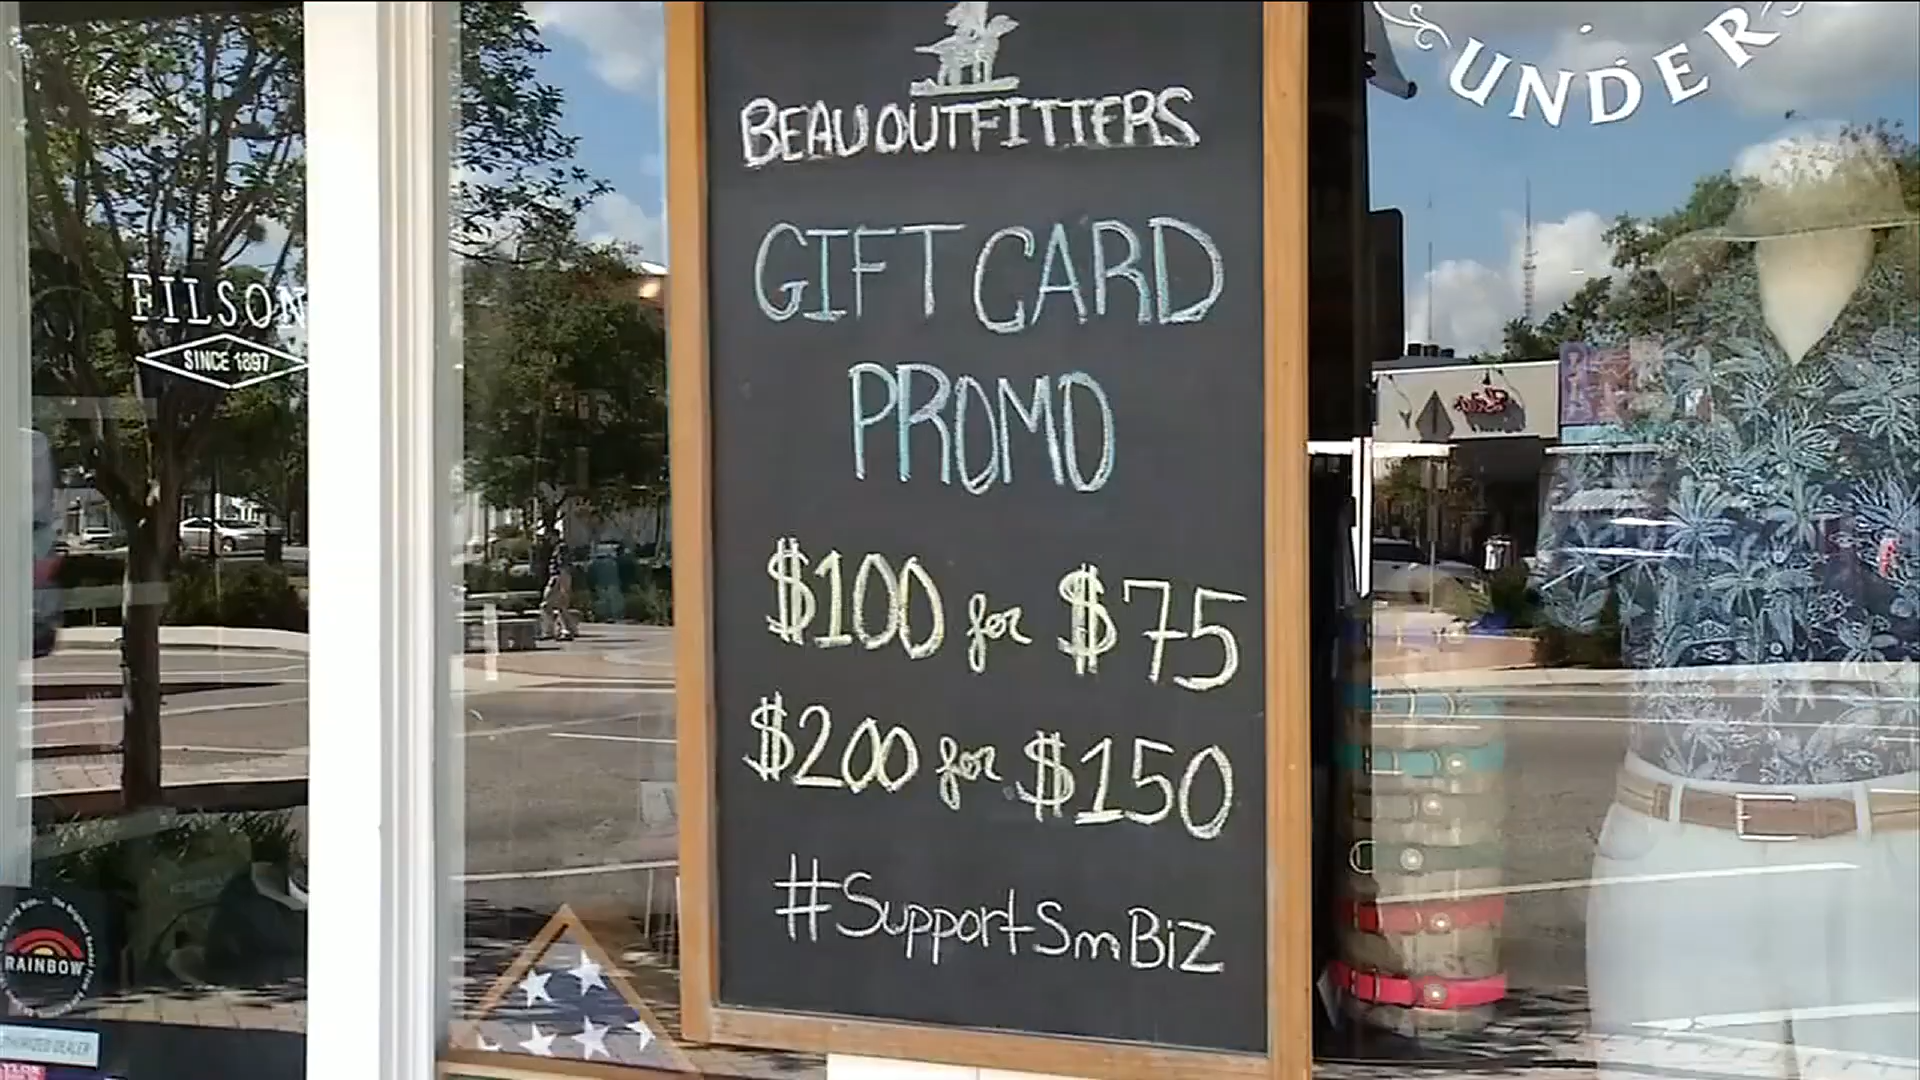 BEAU OUTFITTERS
GIFT CARD
PROMO
$100 for $75
$200 for $150
#SupportSmBiz
FILSON
SINCE 1897
UNDER
RAINBOW